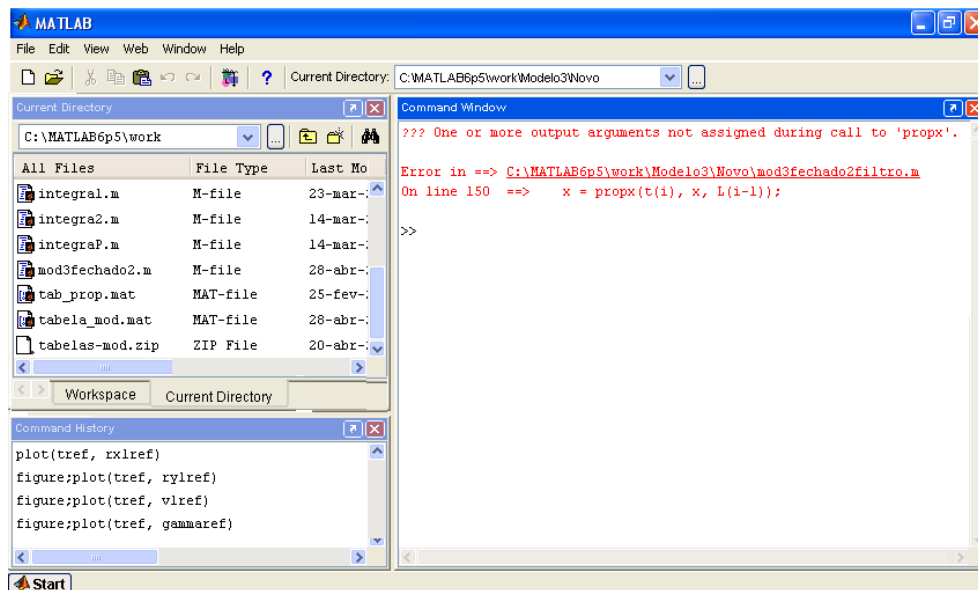 MATLAB
File Edit View Web Window Help
? Current Directory: C:\MATLAB6p5\work\Modelo3\Novo ...
Current Directory
C:\MATLAB6p5\work ...
All Files File Type Last Mo
integra1.m M-file 23-mar-
integra2.m M-file 14-mar-
integraP.m M-file 14-mar-
mod3fechado2.m M-file 28-abr-
tab_prop.mat MAT-file 25-fev-
tabela_mod.mat MAT-file 28-abr-
tabelas-mod.zip ZIP File 20-abr-
Workspace Current Directory
Command History
plot(tref, rxlref)
figure;plot(tref, rylref)
figure;plot(tref, vlref)
figure;plot(tref, gammaref)
Command Window
??? One or more output arguments not assigned during call to 'propx'.
Error in ==> C:\MATLAB6p5\work\Modelo3\Novo\mod3fechado2filtro.m
On line 150 ==> x = propx(t(i), x, L(i-1));
>>
Start